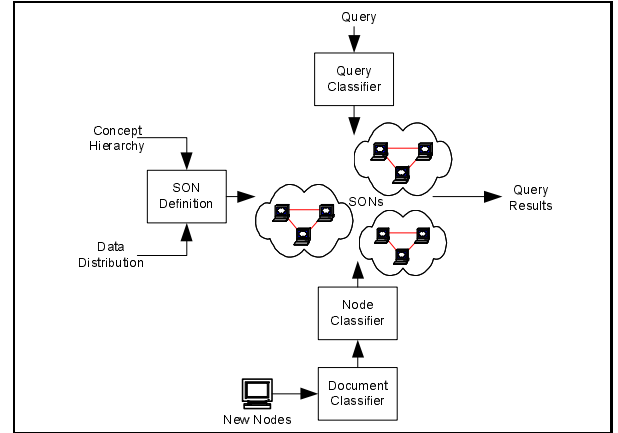 Query
Query
Classifier
Concept
Hierarchy
SON
Definition
Data
Distribution
SONs
Query
Results
Node
Classifier
Document
Classifier
New Nodes